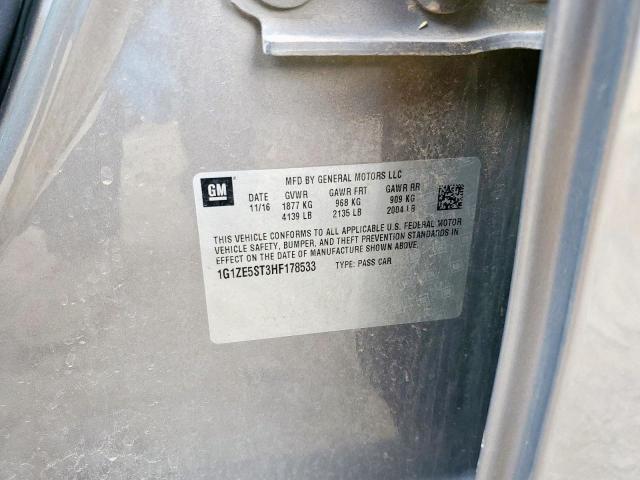 GM
MFD BY GENERAL MOTORS LLC
DATE GVWR GAWR FRT GAWR RR
11/16 1877 KG 968 KG 909 KG
4139 LB 2135 LB 2004 LB
THIS VEHICLE CONFORMS TO ALL APPLICABLE U.S. FEDERAL MOTOR
VEHICLE SAFETY, BUMPER, AND THEFT PREVENTION STANDARDS IN
EFFECT ON THE DATE OF MANUFACTURE SHOWN ABOVE.
1G1ZE5ST3HF178533 TYPE: PASS CAR